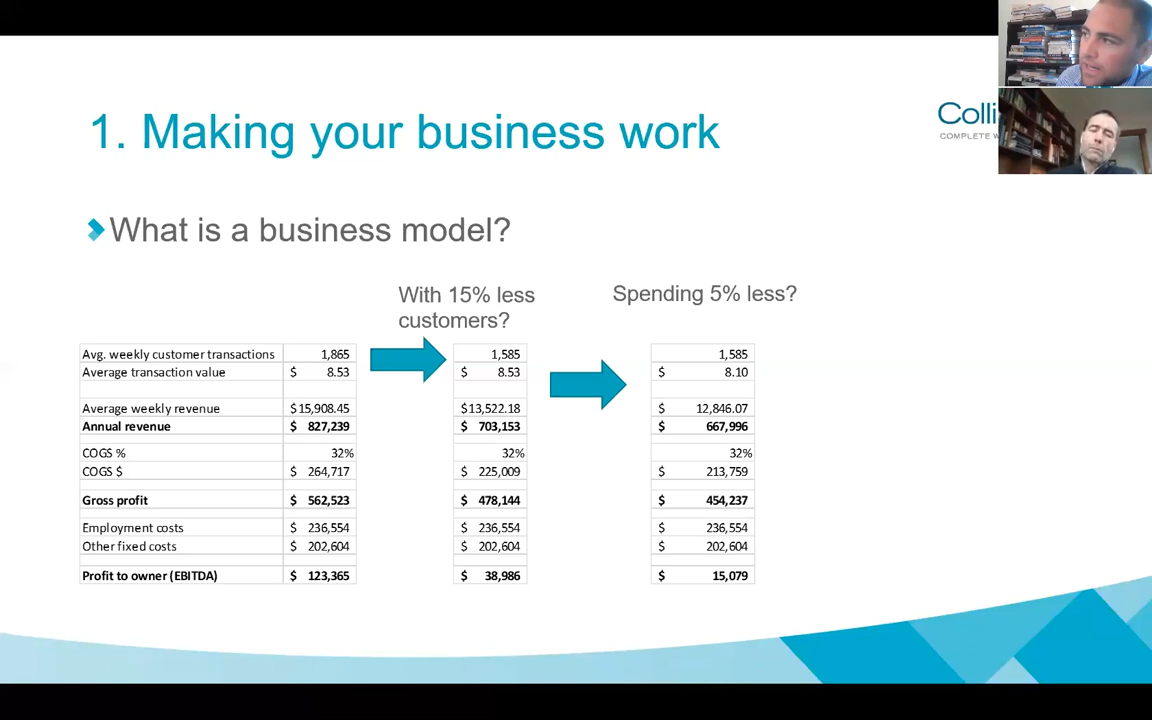 1. Making your business work
Colli
COMPLETE W
What is a business model?
With 15% less
customers?
Spending 5% less?
Avg. weekly customer transactions 1,865 1,585 1,585
Average transaction value $ 8.53 $ 8.53 $ 8.10
Average weekly revenue $15,908.45 $13,522.18 $ 12,846.07
Annual revenue $ 827,239 $ 703,153 $ 667,996
COGS % 32% 32% 32%
COGS $ $ 264,717 $ 225,009 $ 213,759
Gross profit $ 562,523 $ 478,144 $ 454,237
Employment costs $ 236,554 $ 236,554 $ 236,554
Other fixed costs $ 202,604 $ 202,604 $ 202,604
Profit to owner (EBITDA) $ 123,365 $ 38,986 $ 15,079